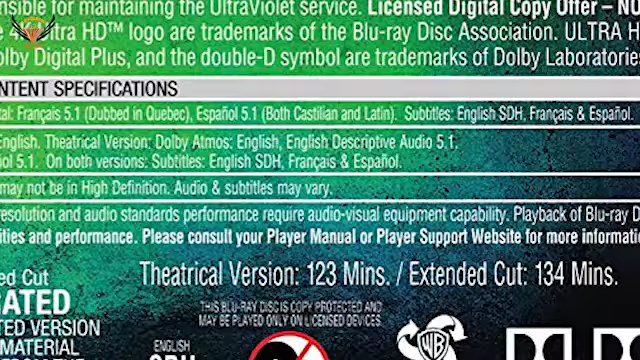 nsible for maintaining the UltraViolet service. Licensed Digital Copy Offer – NO
4 Ultra HD™ logo are trademarks of the Blu-ray Disc Association. ULTRA H
olby Digital Plus, and the double-D symbol are trademarks of Dolby Laboratories
NTENT SPECIFICATIONS
tal: Français 5.1 (Dubbed in Quebec), Español 5.1 (Both Castilian and Latin). Subtitles: English SDH, Français & Español.
English. Theatrical Version: Dolby Atmos: English, English Descriptive Audio 5.1.
ol 5.1. On both versions: Subtitles: English SDH, Français & Español.
may not be in High Definition. Audio & subtitles may vary.
resolution and audio standards performance require audio-visual equipment capability. Playback of Blu-ray D
ities and performance. Please consult your Player Manual or Player Support Website for more informatio
Theatrical Version: 123 Mins. / Extended Cut: 134 Mins.
ed Cut
ATED
TED VERSION
MATERIAL
THIS BLU-RAY DISC IS COPY PROTECTED AND
MAY BE PLAYED ONLY ON LICENSED DEVICES.
ENGLISH
WB